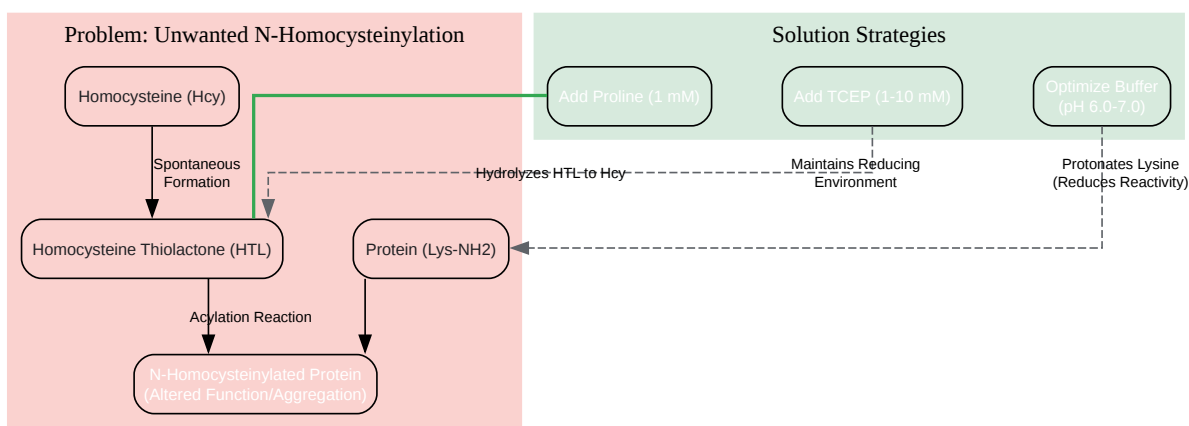 Problem: Unwanted N-Homocysteinylation
Solution Strategies
Homocysteine (Hcy)
Add Proline (1 mM)
Add TCEP (1-10 mM)
Optimize Buffer
(pH 6.0-7.0)
Spontaneous
Formation
Hydrolyzes HTL to Hcy
Maintains Reducing
Environment
Protonates Lysine
(Reduces Reactivity)
Homocysteine Thiolactone (HTL)
Protein (Lys-NH2)
Acylation Reaction
N-Homocysteinylated Protein
(Altered Function/Aggregation)